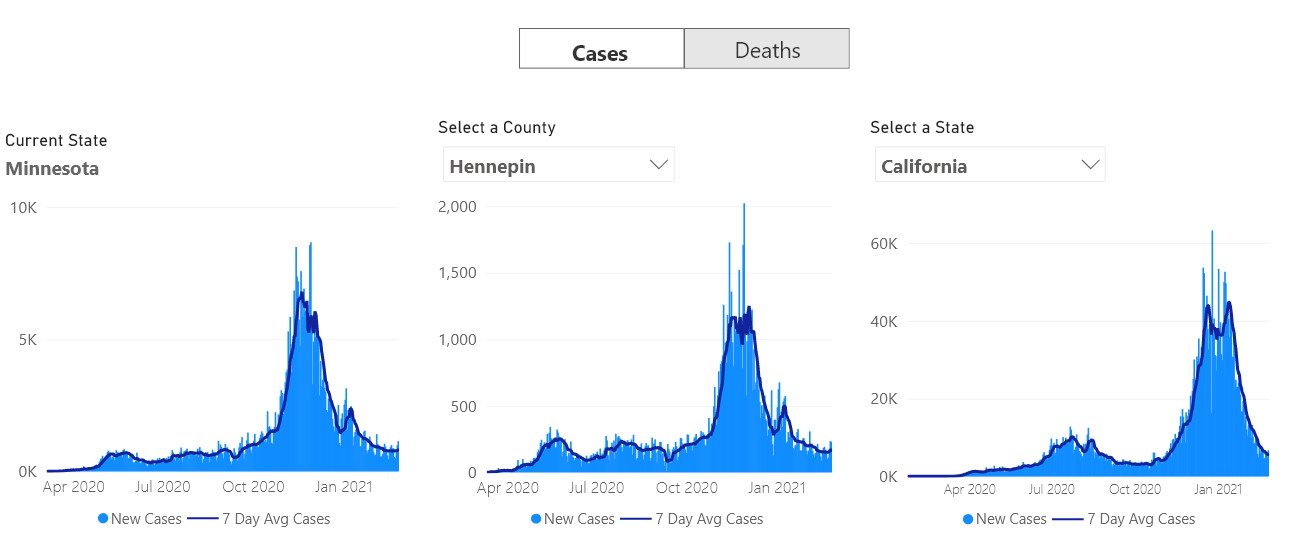 Cases
Deaths
Current State
Minnesota
10K
5K
0K
Apr 2020 Jul 2020 Oct 2020 Jan 2021
New Cases 7 Day Avg Cases
Select a County
Hennepin
2,000
1,500
1,000
500
0
Apr 2020 Jul 2020 Oct 2020 Jan 2021
New Cases 7 Day Avg Cases
Select a State
California
60K
40K
20K
0K
Apr 2020 Jul 2020 Oct 2020 Jan 2021
New Cases 7 Day Avg Cases